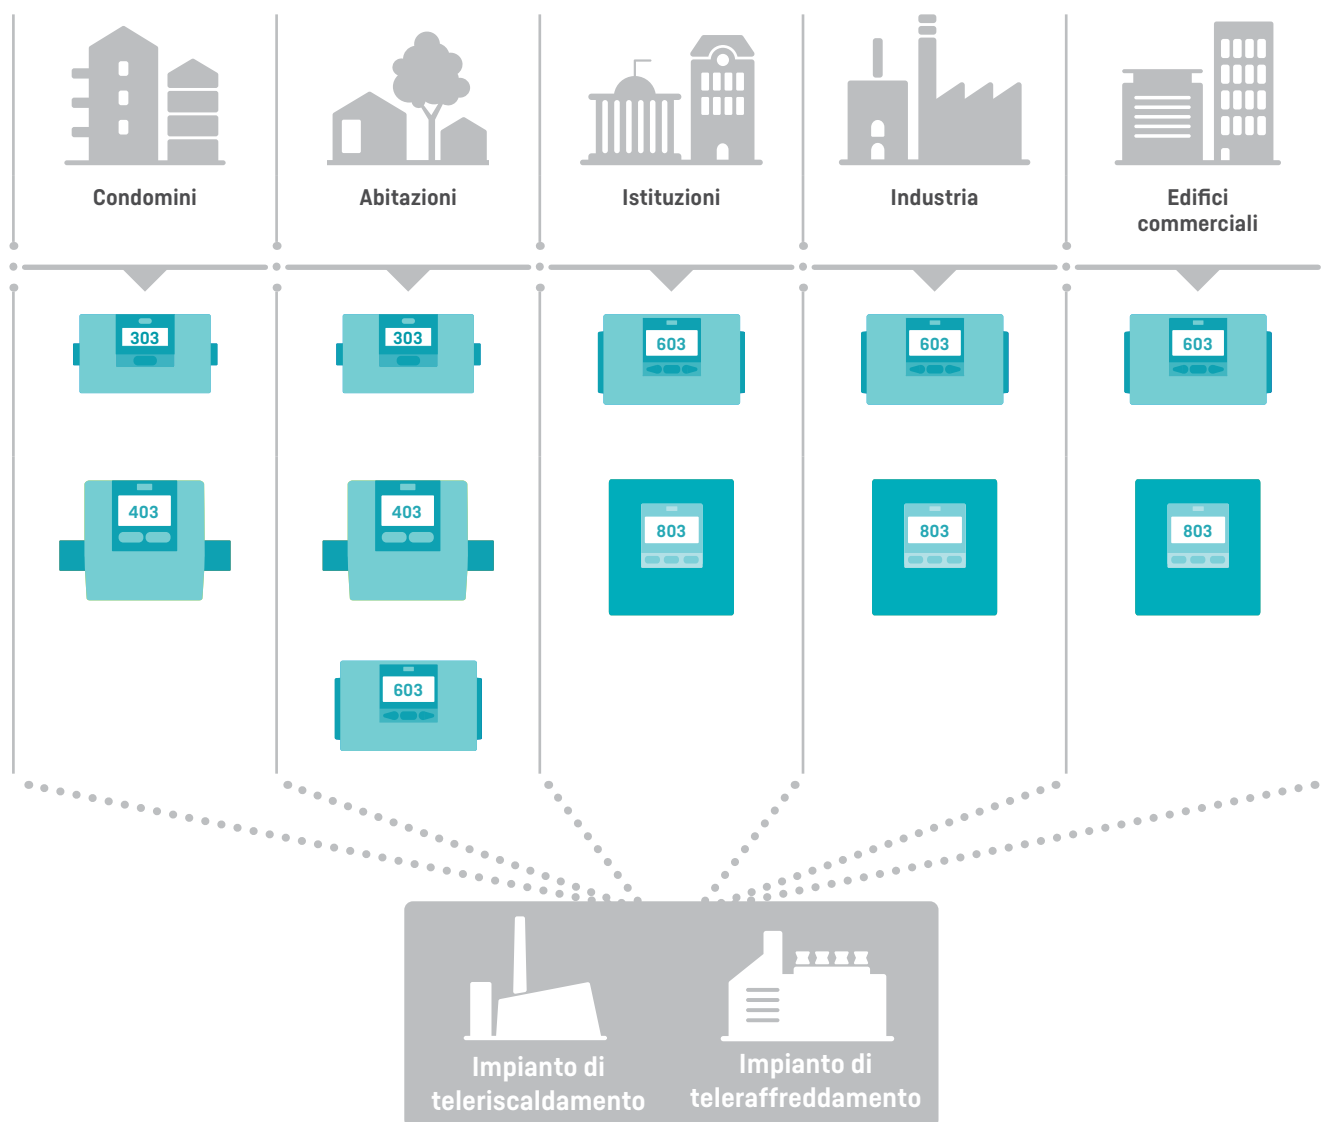 Condomini
Abitazioni
Istituzioni
Industria
Edifici
commerciali
303
303
603
603
603
403
403
803
803
803
603
Impianto di
teleriscaldamento
Impianto di
teleraffreddamento